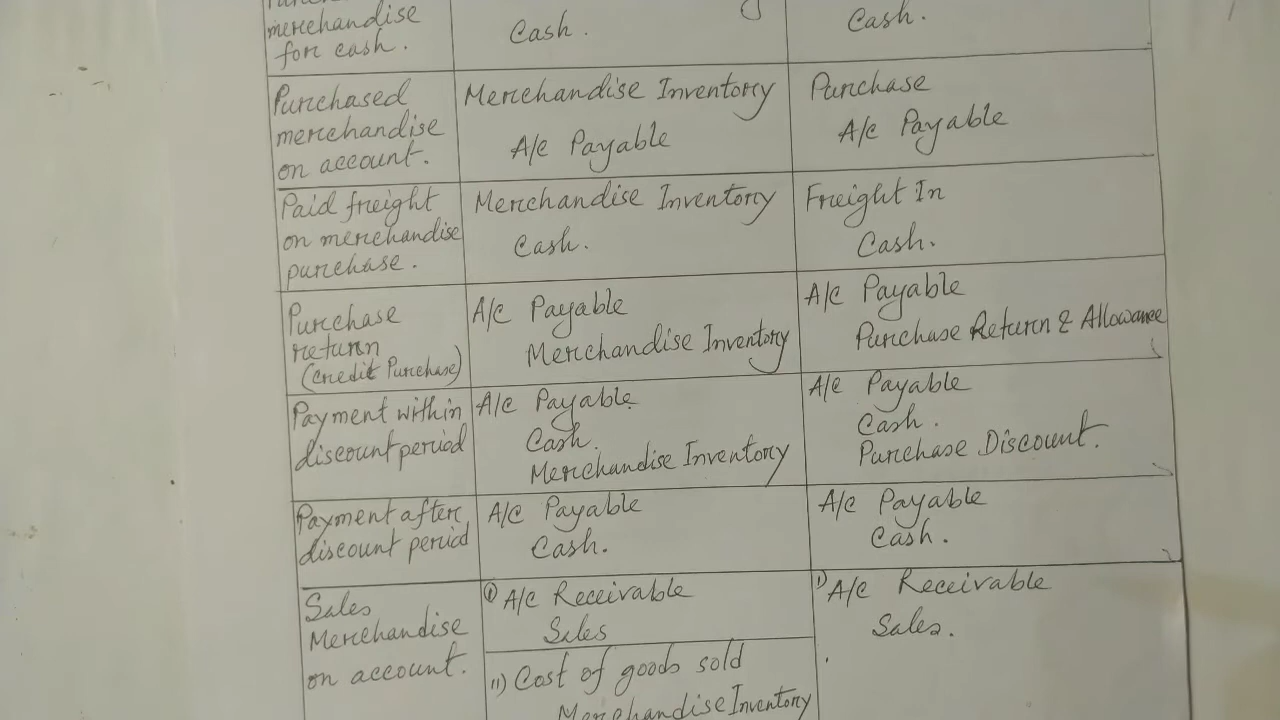 merchandise
for cash.
Cash.
Cash.
Purchased
merchandise
on account.
Merchandise Inventory
A/c Payable
Purchase
A/c Payable
Paid freight
on merchandise
purchase.
Merchandise Inventory
Cash.
Freight In
Cash.
Purchase
return
(Credit Purchase)
A/c Payable
Merchandise Inventory
A/c Payable
Purchase Return & Allowance
Payment within
discount period
A/c Payable
Cash.
Merchandise Inventory
A/c Payable
Cash.
Purchase Discount.
Payment after
discount period
A/c Payable
Cash.
A/c Payable
Cash.
Sales
Merchandise
on account.
i) A/c Receivable
Sales
ii) Cost of goods sold
Merchandise Inventory
i) A/c Receivable
Sales.